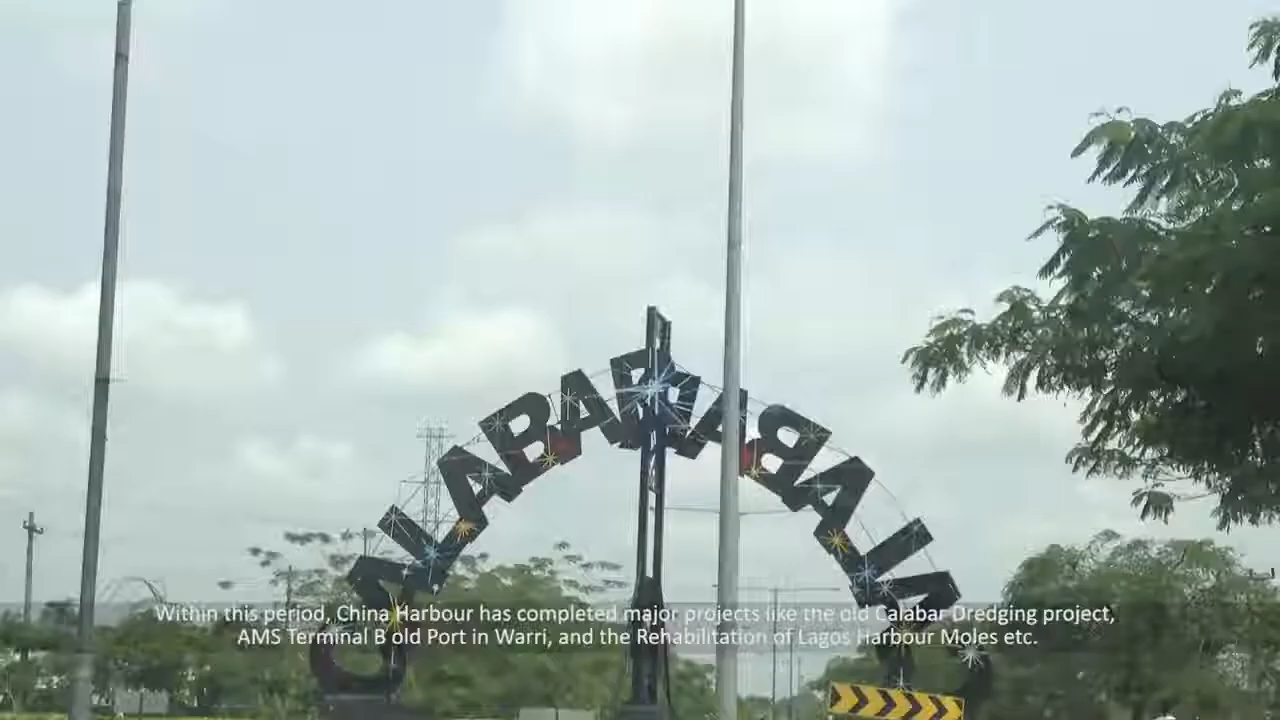 CALABAR
Within this period, China Harbour has completed major projects like the old Calabar Dredging project,
AMS Terminal B old Port in Warri, and the Rehabilitation of Lagos Harbour Moles etc.